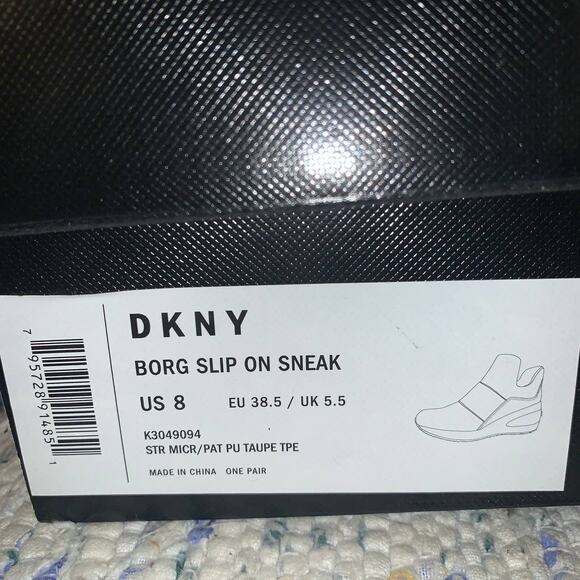 DKNY
BORG SLIP ON SNEAK
US 8 EU 38.5 / UK 5.5
K3049094
STR MICR/PAT PU TAUPE TPE
MADE IN CHINA ONE PAIR
7 95728 91485 1